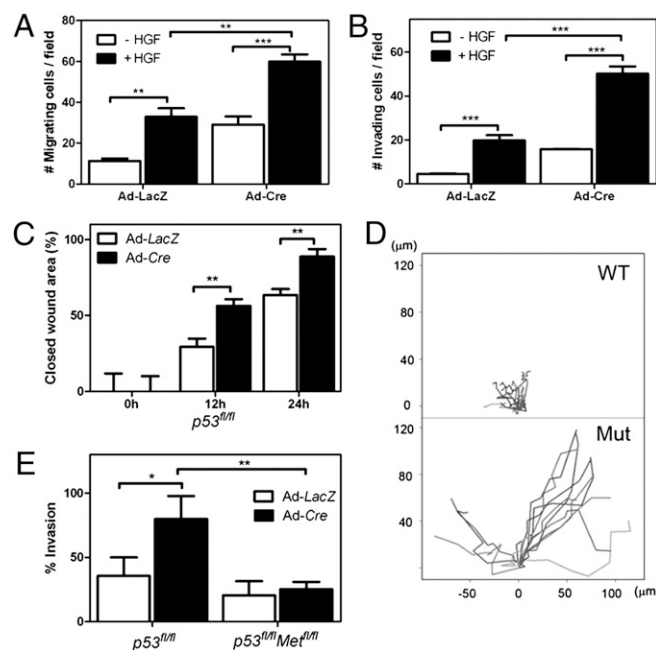 A
# Migrating cells / field
80
60
40
20
0
- HGF
+ HGF
**
**
***
Ad-LacZ
Ad-Cre
B
# Invading cells / field
60
40
20
0
- HGF
+ HGF
***
***
***
Ad-LacZ
Ad-Cre
C
Closed wound area (%)
100
50
0
Ad-LacZ
Ad-Cre
**
**
0h
12h
24h
p53fl/fl
D
(μm)
120
80
40
0
WT
120
80
40
Mut
-50
0
50
100
(μm)
E
% Invasion
100
50
0
*
**
Ad-LacZ
Ad-Cre
p53fl/fl
p53fl/fl Metfl/fl